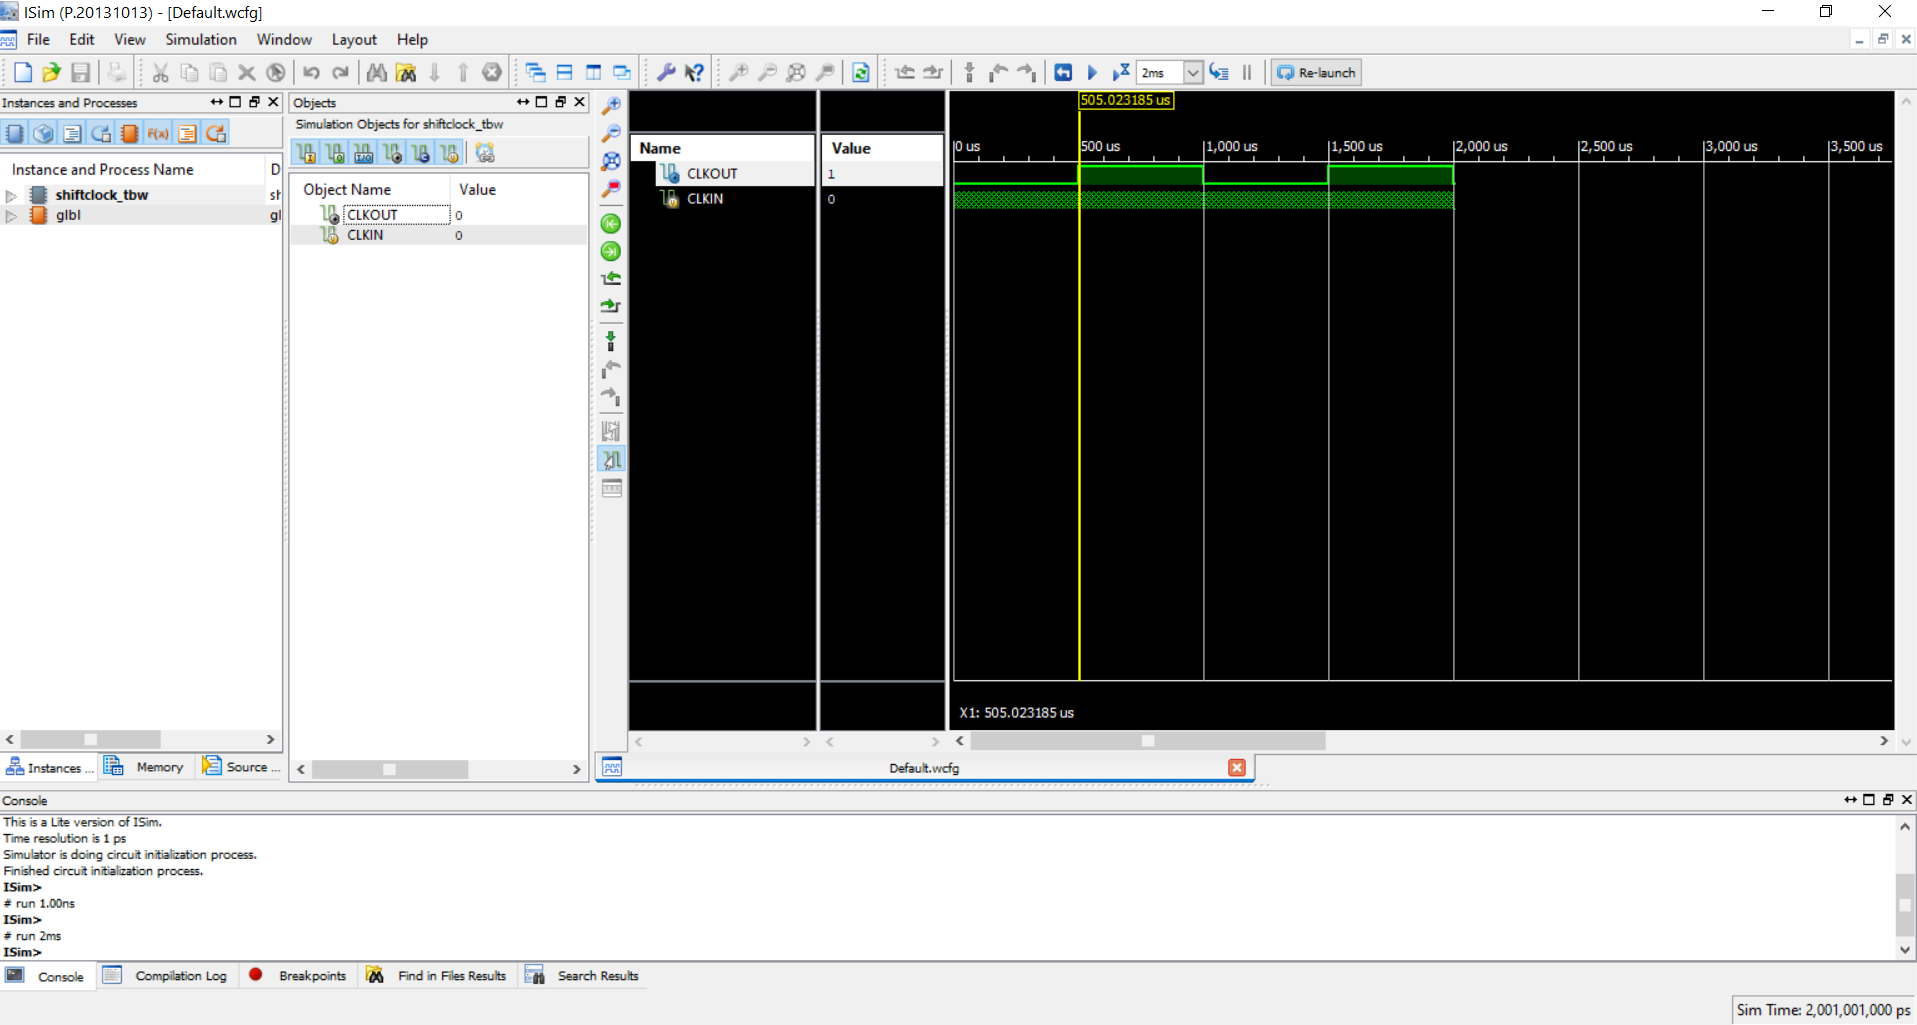 ISim (P.20131013) - [Default.wcfg]
File Edit View Simulation Window Layout Help
2ms Re-launch
Instances and Processes
Objects
Simulation Objects for shiftclock_tbw
F(x)
Instance and Process Name D
shiftclock_tbw sh
glbl gl
Object Name Value
CLKOUT 0
CLKIN 0
Name Value
CLKOUT 1
CLKIN 0
505.023185 us
0 us 500 us 1,000 us 1,500 us 2,000 us 2,500 us 3,000 us 3,500 us
X1: 505.023185 us
Instances ... Memory Source ...
Default.wcfg
Console
This is a Lite version of ISim.
Time resolution is 1 ps
Simulator is doing circuit initialization process.
Finished circuit initialization process.
ISim>
# run 1.00ns
ISim>
# run 2ms
ISim>
Console Compilation Log Breakpoints Find in Files Results Search Results
Sim Time: 2,001,001,000 ps